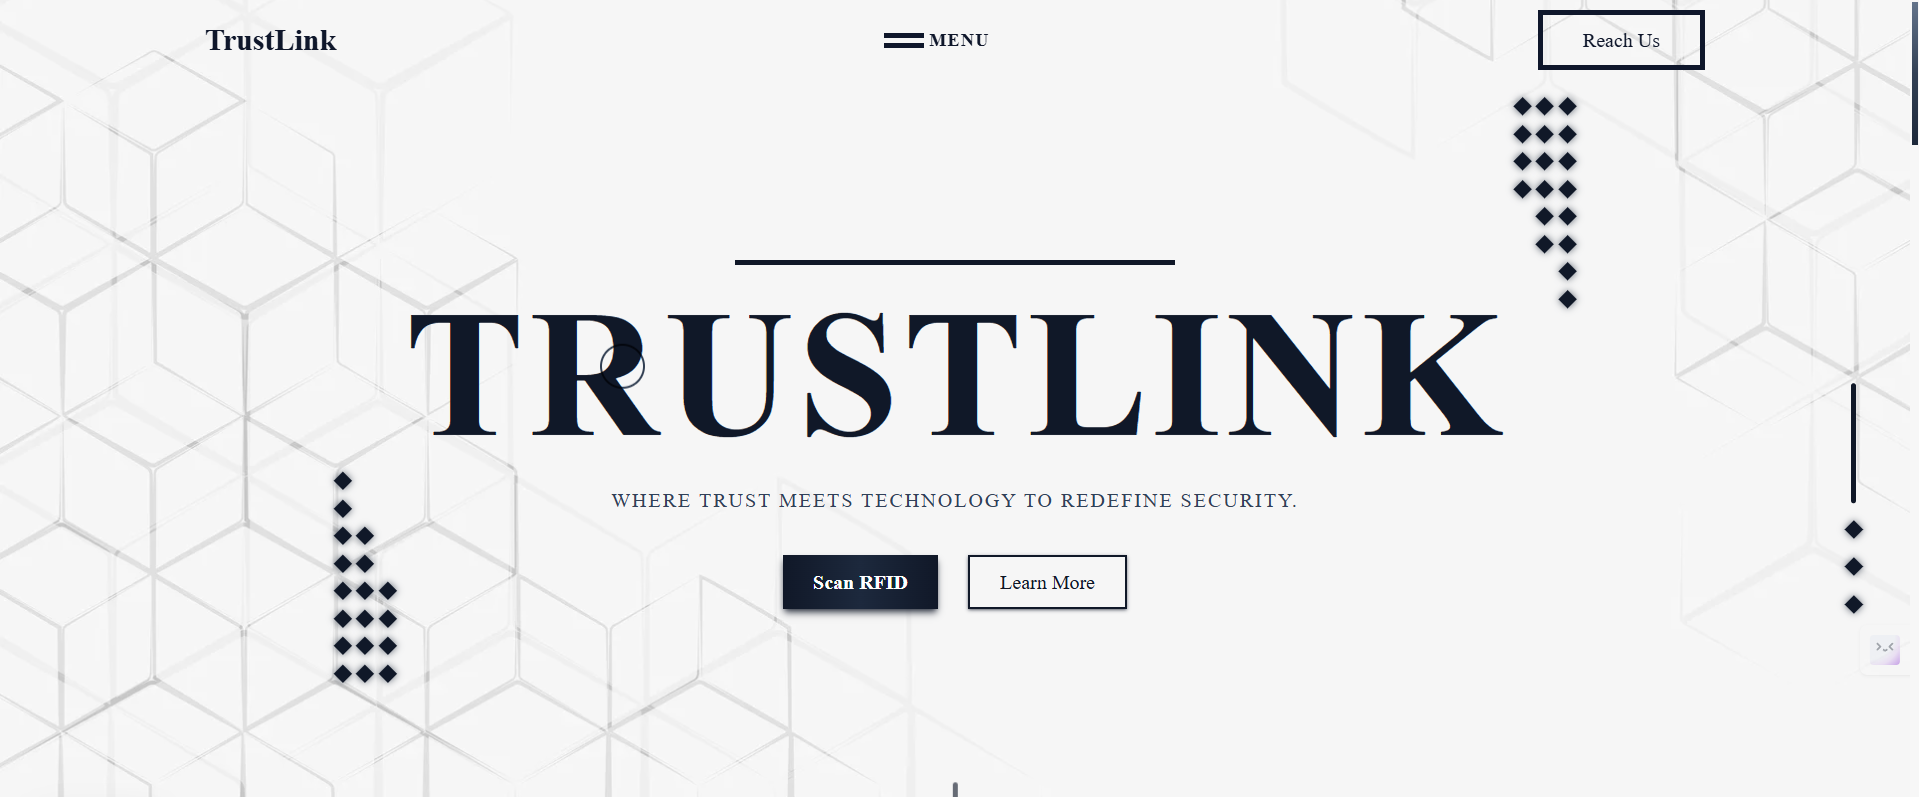 TrustLink
MENU
Reach Us
TRUSTLINK
WHERE TRUST MEETS TECHNOLOGY TO REDEFINE SECURITY.
Scan RFID
Learn More